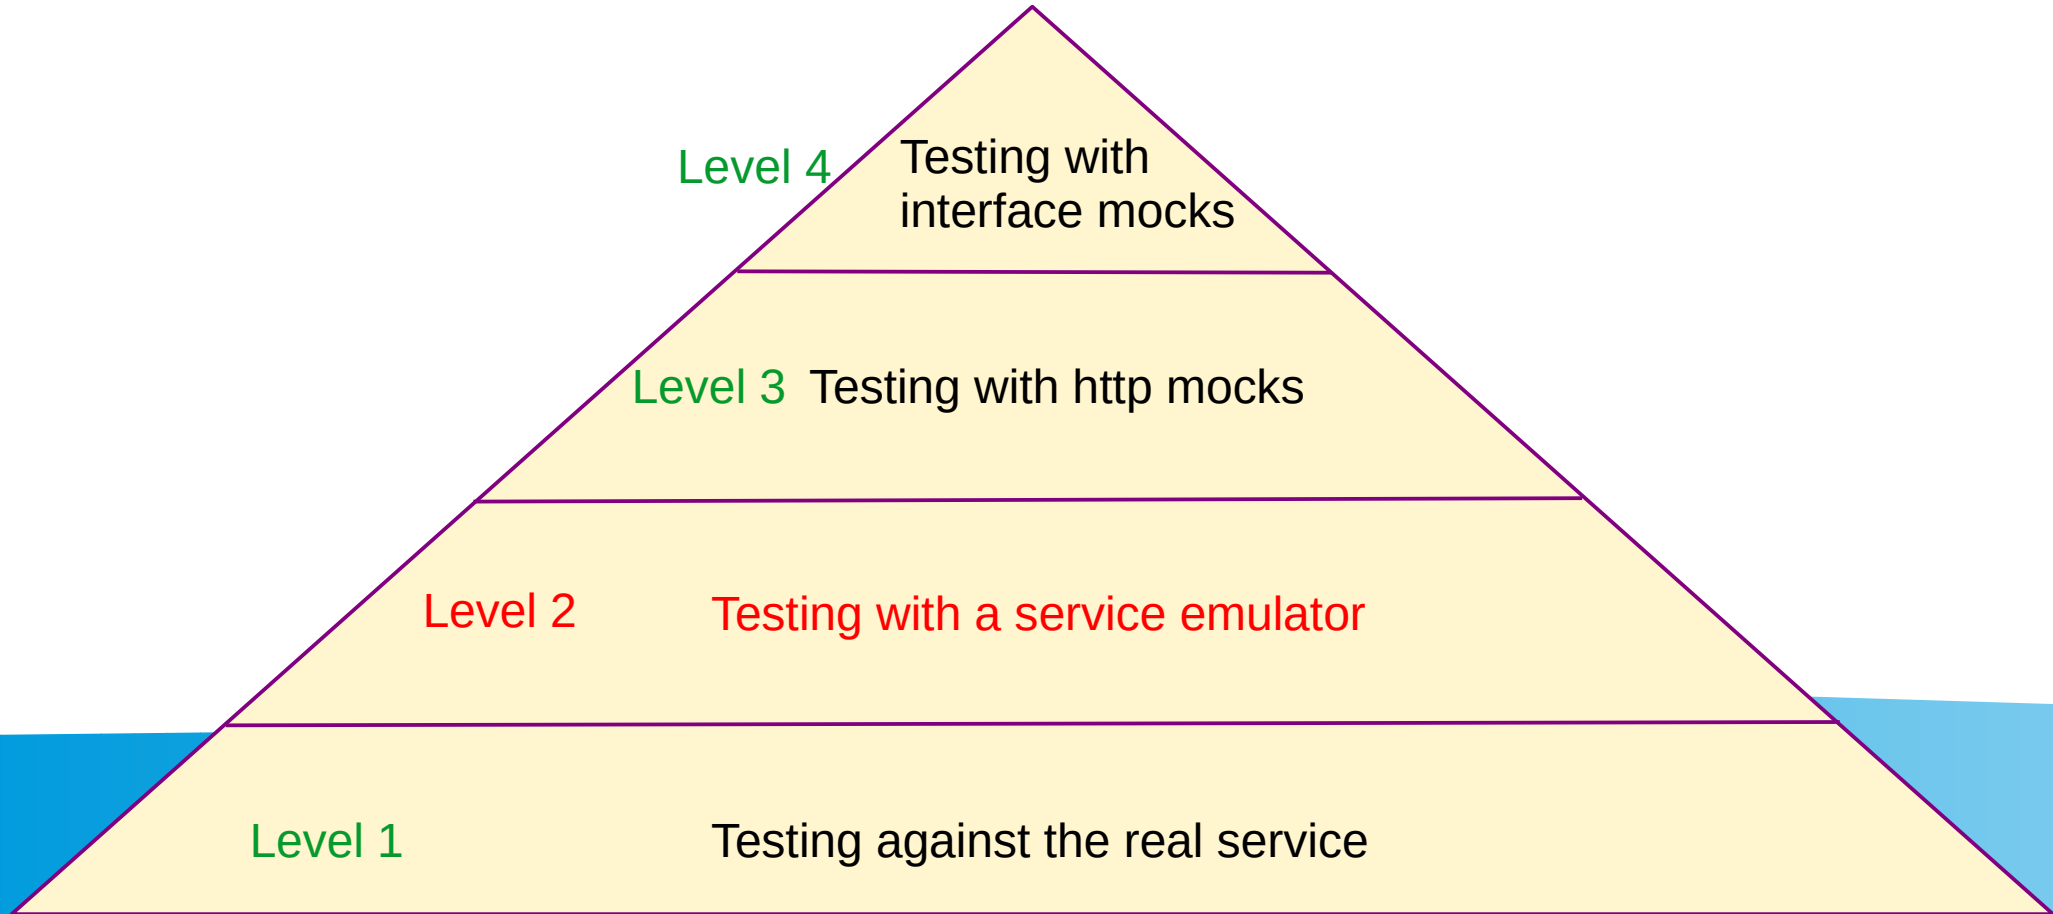 Level 4
Testing with
interface mocks
Level 3 Testing with http mocks
Level 2 Testing with a service emulator
Level 1 Testing against the real service